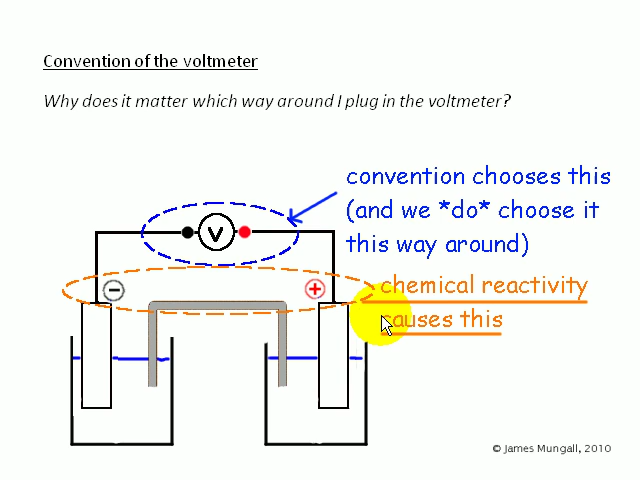 Convention of the voltmeter
Why does it matter which way around I plug in the voltmeter?
convention chooses this
(and we *do* choose it
this way around)
V
chemical reactivity
− +
causes this
© James Mungall, 2010